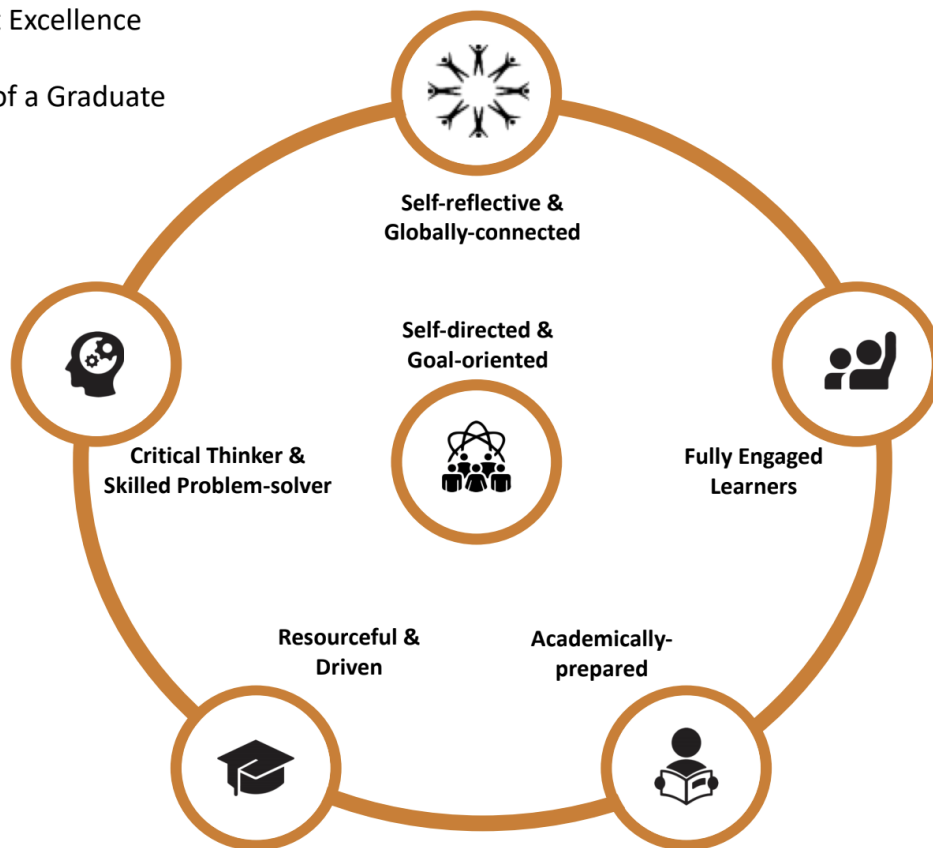 Excellence
of a Graduate
Self-reflective &
Globally-connected
Self-directed &
Goal-oriented
Critical Thinker &
Skilled Problem-solver
Fully Engaged
Learners
Resourceful &
Driven
Academically-
prepared